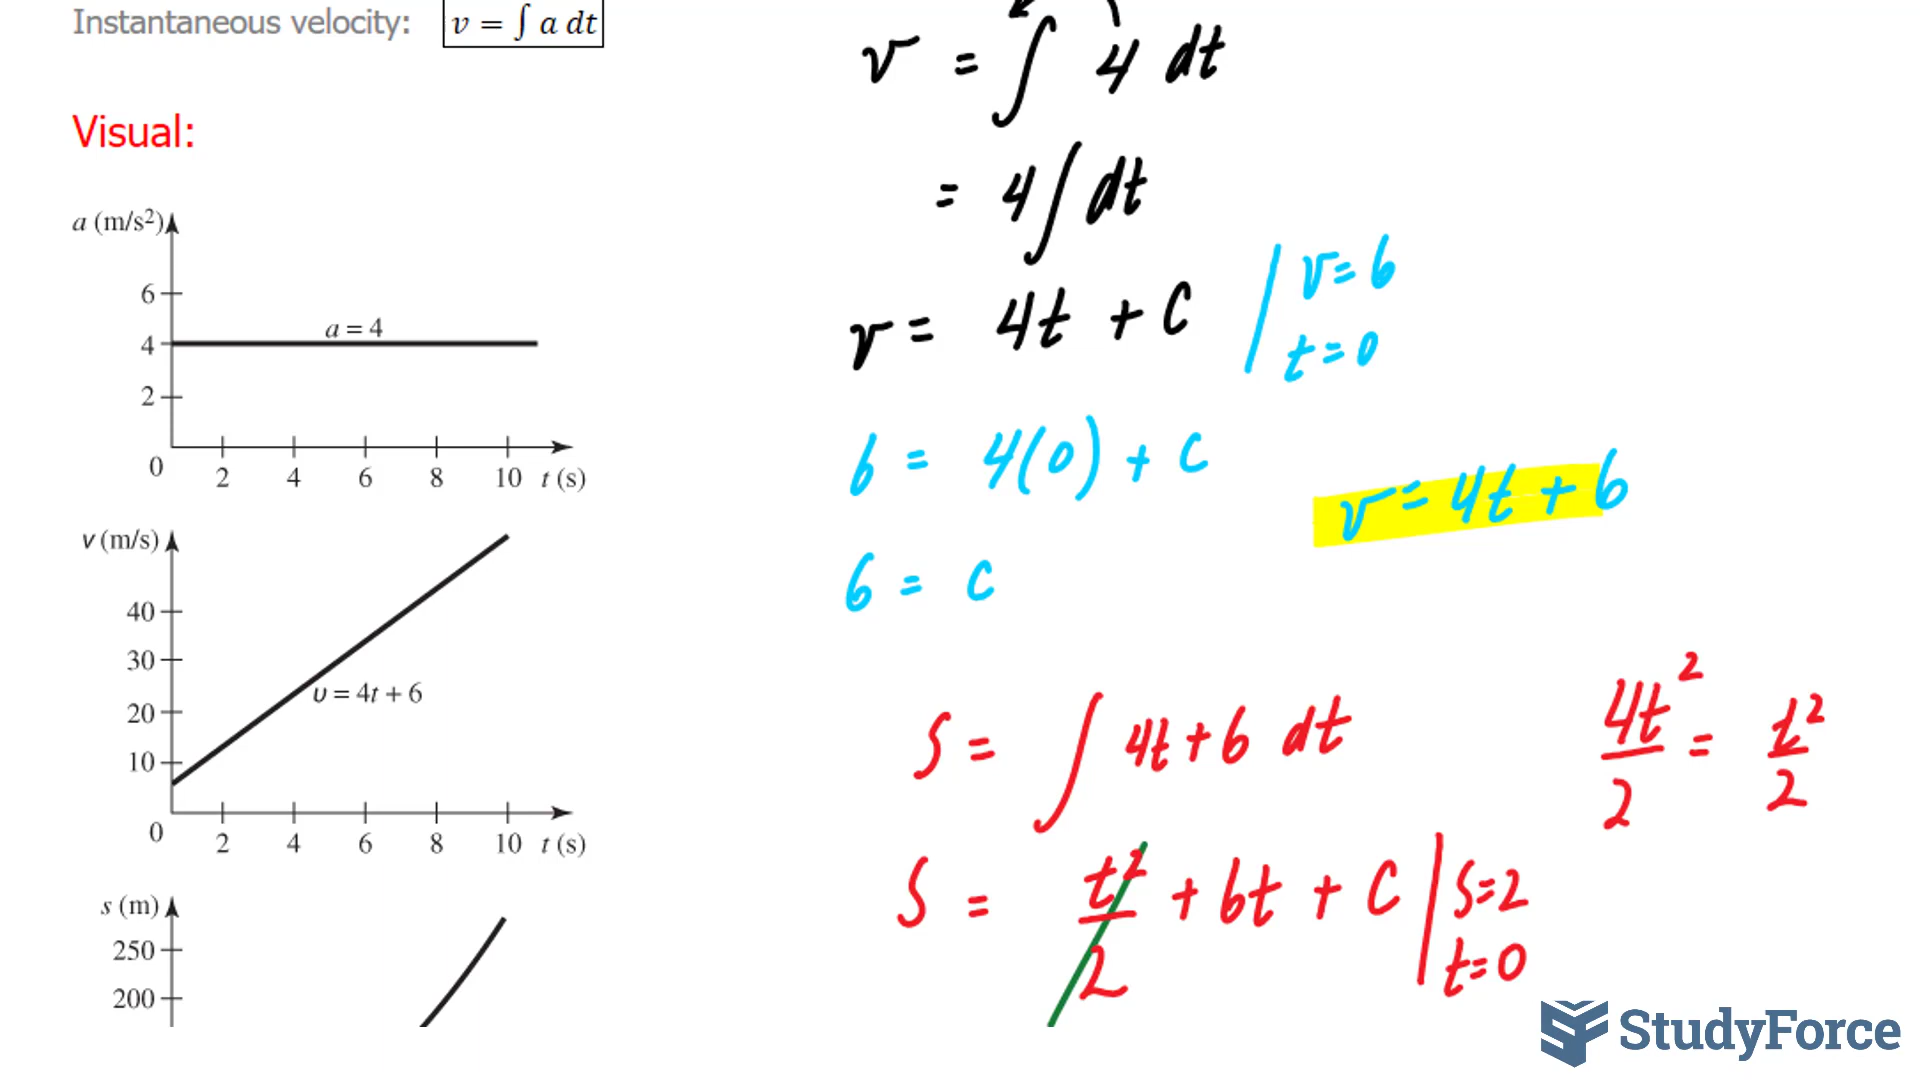 Instantaneous velocity: v = ∫ a dt
Visual:
a (m/s²)
6
4
2
0
a = 4
2 4 6 8 10 t (s)
v (m/s)
40
30
20
10
0
υ = 4t + 6
2 4 6 8 10 t (s)
s (m)
250
200
v = ∫ 4 dt
= 4 ∫ dt
v = 4t + C | v = 6
t = 0
6 = 4(0) + C
v = 4t + 6
6 = C
s = ∫ 4t + 6 dt
4t²/2 = t²/2
s = t²/2 + 6t + C | s = 2
t = 0
StudyForce